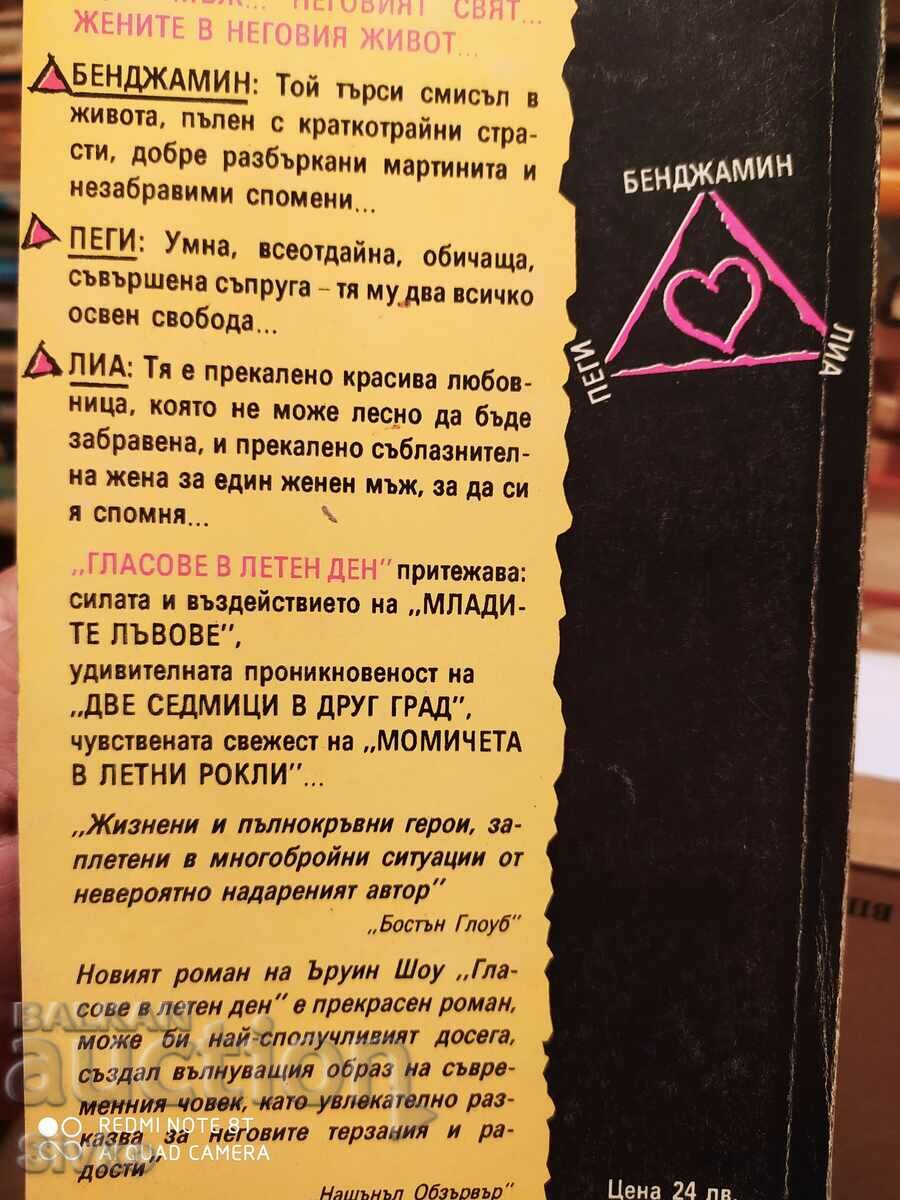 МЪЖ... НЕГОВИЯТ СВЯТ...
ЖЕНИТЕ В НЕГОВИЯ ЖИВОТ...
БЕНДЖАМИН: Той търси смисъл в
живота, пълен с краткотрайни стра-
сти, добре разбъркани мартинита и
незабравими спомени...
ПЕГИ: Умна, всеотдайна, обичаща,
съвършена съпруга – тя му два всичко
освен свобода...
ЛИА: Тя е прекалено красива любов-
ница, която не може лесно да бъде
забравена, и прекалено съблазнител-
на жена за един женен мъж, за да си
я спомня...
„ГЛАСОВЕ В ЛЕТЕН ДЕН" притежава:
силата и въздействието на „МЛАДИ-
ТЕ ЛЪВОВЕ",
удивителната проникновеност на
„ДВЕ СЕДМИЦИ В ДРУГ ГРАД",
чувствената свежест на „МОМИЧЕТА
В ЛЕТНИ РОКЛИ"...
„Жизнени и пълнокръвни герои, за-
плетени в многобройни ситуации от
невероятно надареният автор"
„Бостън Глоуб"
Новият роман на Ъруин Шоу „Гла-
сове в летен ден" е прекрасен роман,
може би най-сполучливият досега,
създал вълнуващия образ на съвре-
менния човек, като увлекателно раз-
казва за неговите терзания и ра-
дости"
„Нашънъл Обзървър"
БЕНДЖАМИН
ПЕГИ
ЛИА
Цена 24 лв.
BALKAN
auction
REDMI NOTE 8T
AI QUAD CAMERA